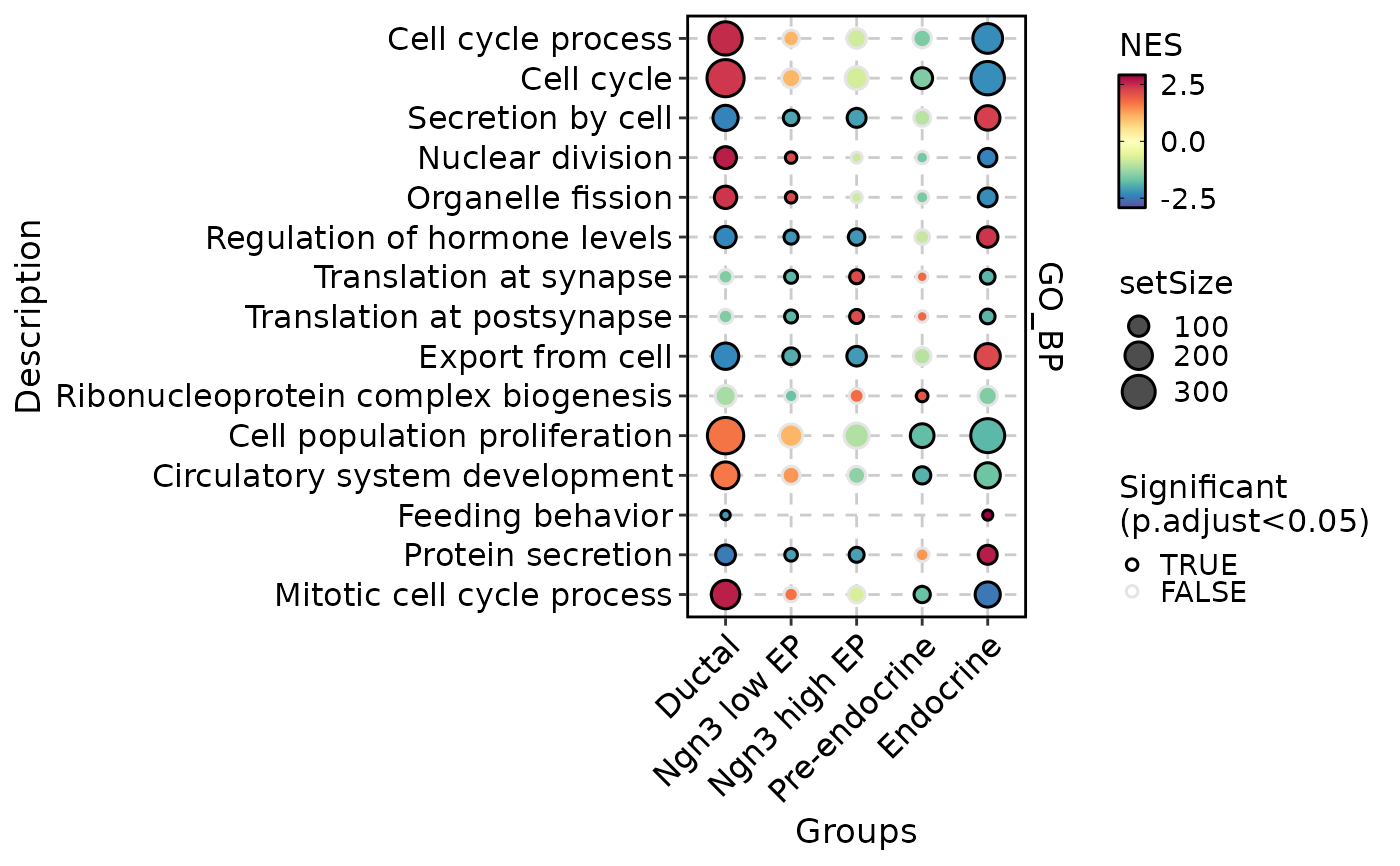 Description
Cell cycle process
Cell cycle
Secretion by cell
Nuclear division
Organelle fission
Regulation of hormone levels
Translation at synapse
Translation at postsynapse
Export from cell
Ribonucleoprotein complex biogenesis
Cell population proliferation
Circulatory system development
Feeding behavior
Protein secretion
Mitotic cell cycle process
GO_BP
Ductal
Ngn3 low EP
Ngn3 high EP
Pre-endocrine
Endocrine
Groups
NES
2.5
0.0
-2.5
setSize
100
200
300
Significant
(p.adjust<0.05)
TRUE
FALSE